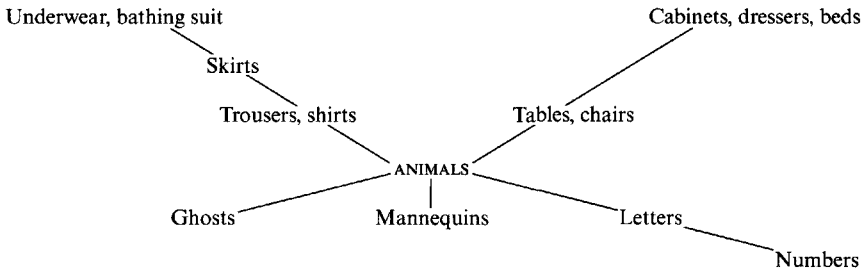 Underwear, bathing suit
Cabinets, dressers, beds
Skirts
Trousers, shirts
Tables, chairs
ANIMALS
Ghosts
Mannequins
Letters
Numbers